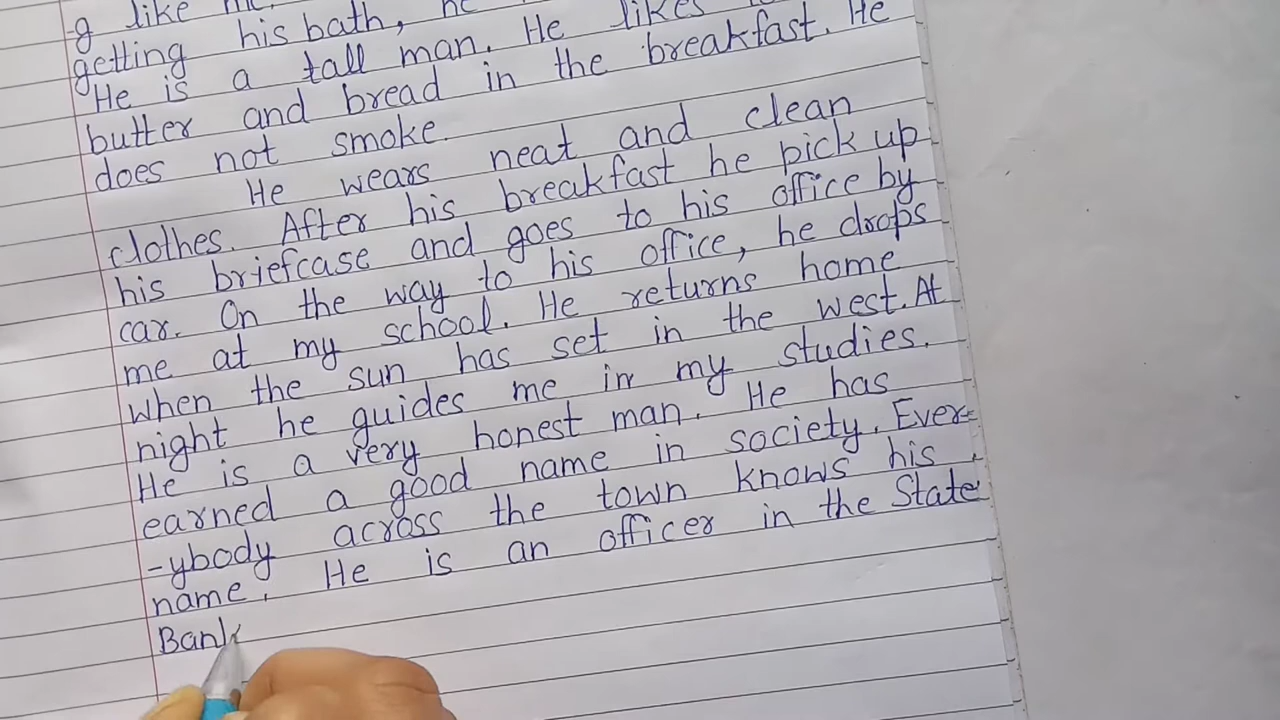 -g like
getting his bath, he
He is a tall man. He likes
butter and bread in the breakfast. He
does not smoke.
He wears neat and clean
clothes. After his breakfast he pick up
his briefcase and goes to his office by
car. On the way to his office, he drops
me at my school. He returns home
when the sun has set in the west. At
night he guides me in my studies.
He is a very honest man. He has
earned a good name in society. Ever-
-ybody across the town knows his
name. He is an officer in the State
Bank